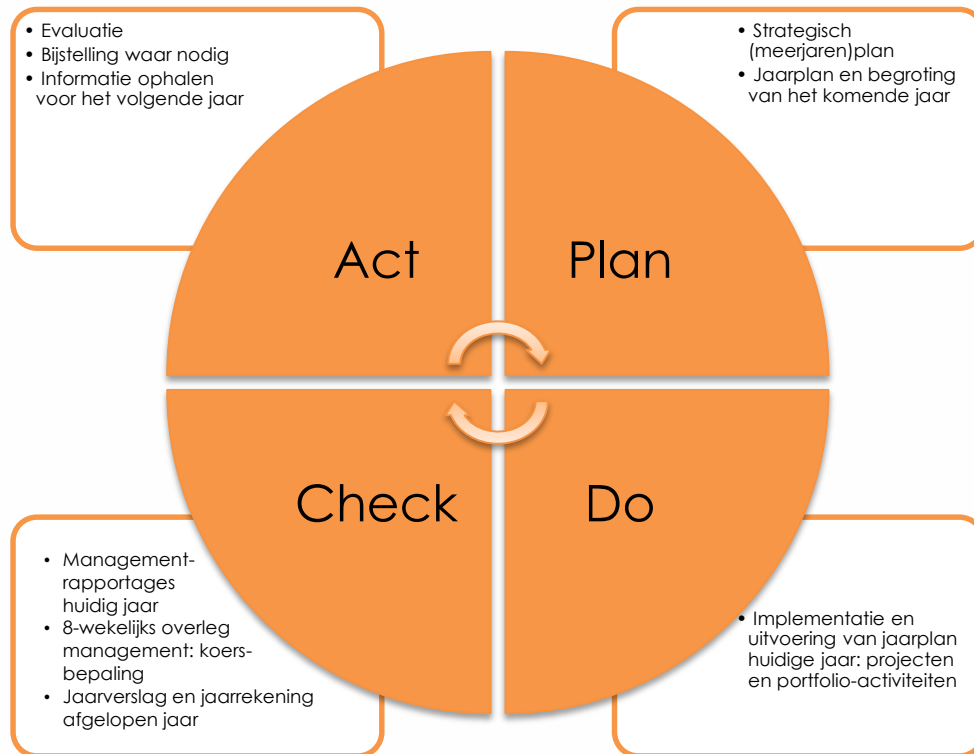 • Evaluatie
• Bijstelling waar nodig
• Informatie ophalen
voor het volgende jaar
• Strategisch
(meerjaren)plan
• Jaarplan en begroting
van het komende jaar
Act
Plan
Check
Do
• Management-
rapportages
huidig jaar
• 8-wekelijks overleg
management: koers-
bepaling
• Jaarverslag en jaarrekening
afgelopen jaar
• Implementatie en
uitvoering van jaarplan
huidige jaar: projecten
en portfolio-activiteiten